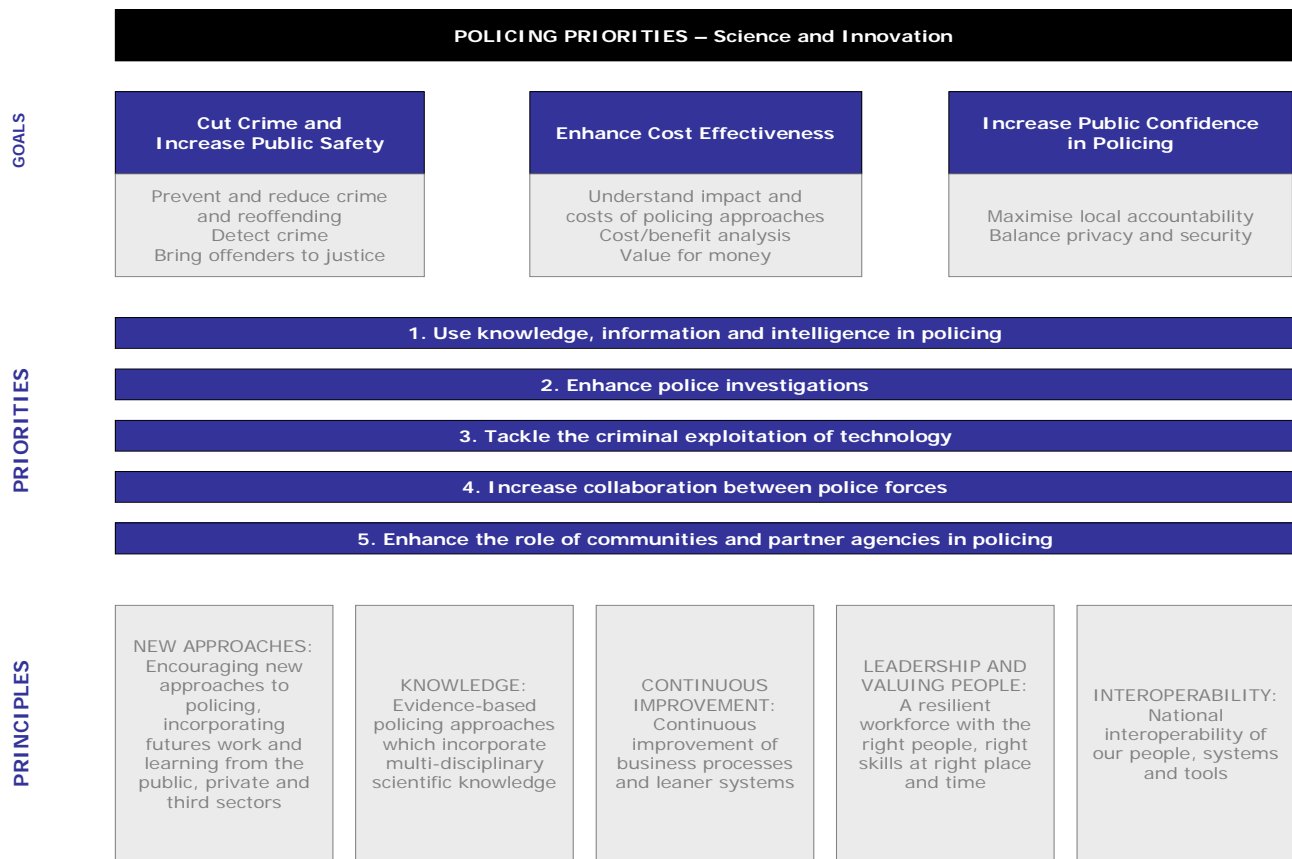 POLICING PRIORITIES – Science and Innovation
GOALS
Cut Crime and
Increase Public Safety
Prevent and reduce crime
and reoffending
Detect crime
Bring offenders to justice
Enhance Cost Effectiveness
Understand impact and
costs of policing approaches
Cost/benefit analysis
Value for money
Increase Public Confidence
in Policing
Maximise local accountability
Balance privacy and security
PRIORITIES
1. Use knowledge, information and intelligence in policing
2. Enhance police investigations
3. Tackle the criminal exploitation of technology
4. Increase collaboration between police forces
5. Enhance the role of communities and partner agencies in policing
PRINCIPLES
NEW APPROACHES:
Encouraging new
approaches to
policing,
incorporating
futures work and
learning from the
public, private and
third sectors
KNOWLEDGE:
Evidence-based
policing approaches
which incorporate
multi-disciplinary
scientific knowledge
CONTINUOUS
IMPROVEMENT:
Continuous
improvement of
business processes
and leaner systems
LEADERSHIP AND
VALUING PEOPLE:
A resilient
workforce with the
right people, right
skills at right place
and time
INTEROPERABILITY:
National
interoperability of
our people, systems
and tools